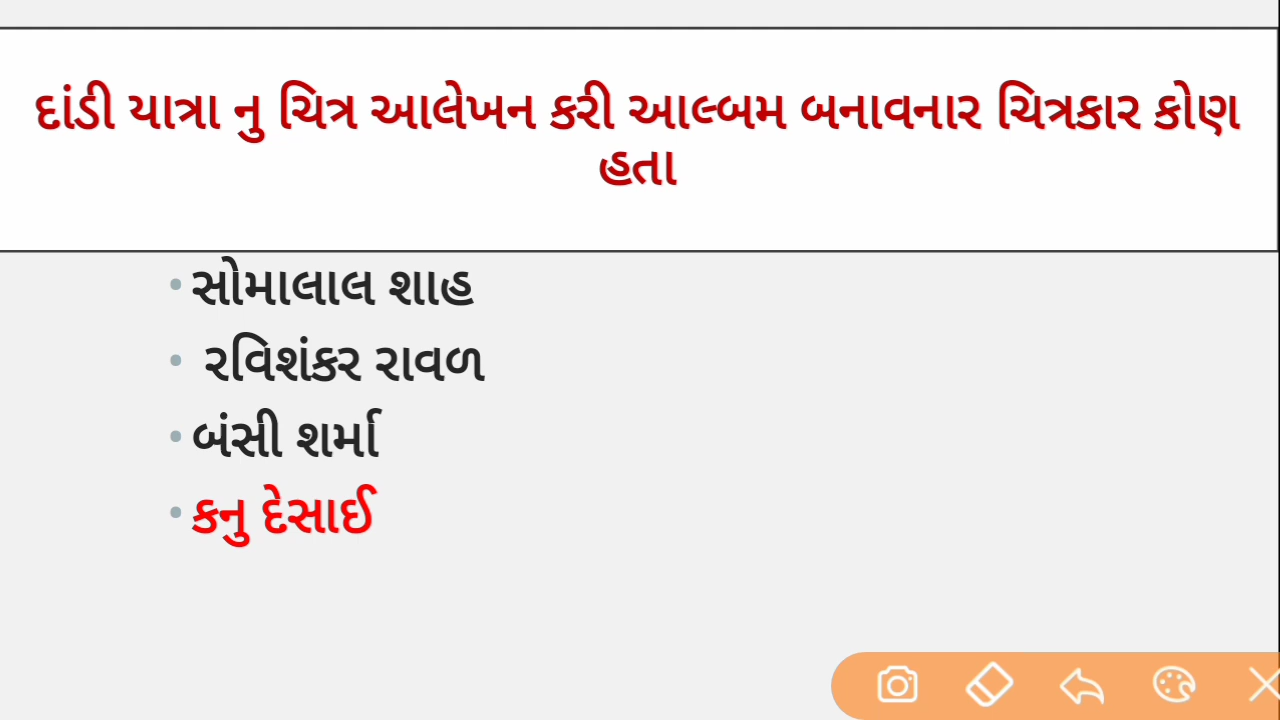 દાંડી યાત્રા નુ ચિત્ર આલેખન કરી આલ્બમ બનાવનાર ચિત્રકાર કોણ
હતા
• સોમાલાલ શાહ
• રવિશંકર રાવળ
• બંસી શર્મા
• કનુ દેસાઈ